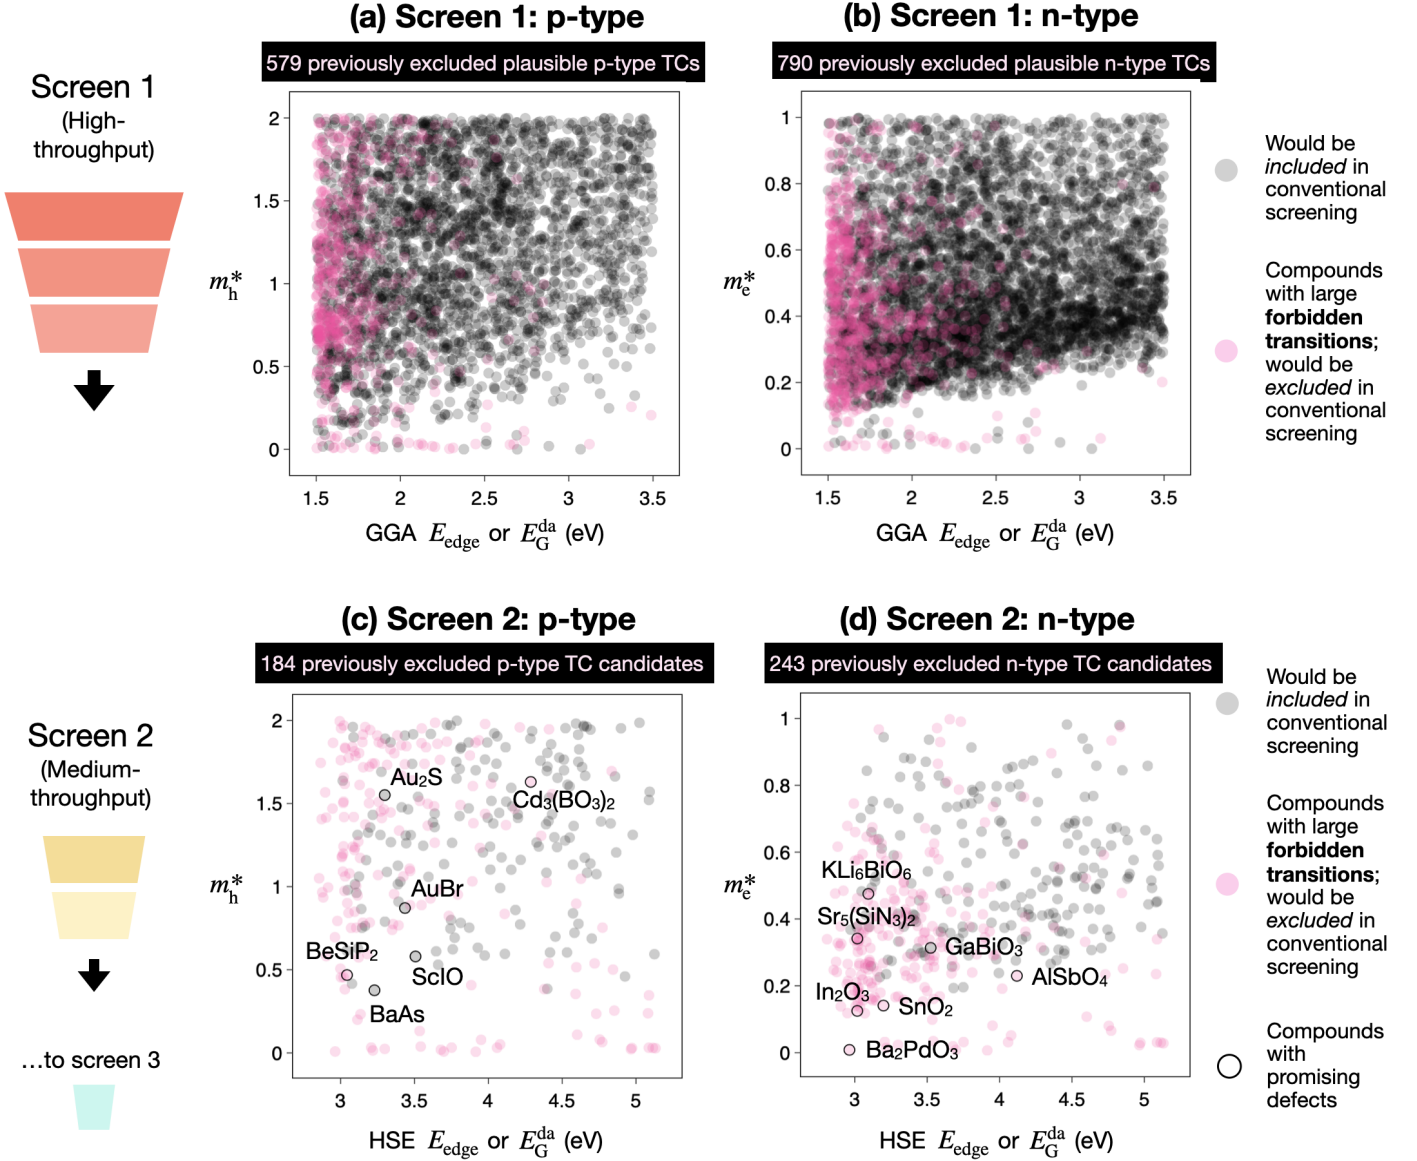 (a) Screen 1: p-type
579 previously excluded plausible p-type TCs
(b) Screen 1: n-type
790 previously excluded plausible n-type TCs
Screen 1
(High-
throughput)
2
1.5
1
0.5
0
m*h
1.5 2 2.5 3 3.5
GGA Eedge or EGda (eV)
1
0.8
0.6
0.4
0.2
0
m*e
1.5 2 2.5 3 3.5
GGA Eedge or EGda (eV)
Would be
included in
conventional
screening
Compounds
with large
forbidden
transitions;
would be
excluded in
conventional
screening
(c) Screen 2: p-type
184 previously excluded p-type TC candidates
(d) Screen 2: n-type
243 previously excluded n-type TC candidates
Screen 2
(Medium-
throughput)
...to screen 3
2
1.5
1
0.5
0
m*h
Au₂S
Cd₃(BO₃)₂
AuBr
BeSiP₂
ScIO
BaAs
3 3.5 4 4.5 5
HSE Eedge or EGda (eV)
1
0.8
0.6
0.4
0.2
0
m*e
KLi₆BiO₆
Sr₅(SiN₃)₂
GaBiO₃
AlSbO₄
In₂O₃
SnO₂
Ba₂PdO₃
3 3.5 4 4.5 5
HSE Eedge or EGda (eV)
Would be
included in
conventional
screening
Compounds
with large
forbidden
transitions;
would be
excluded in
conventional
screening
Compounds
with
promising
defects